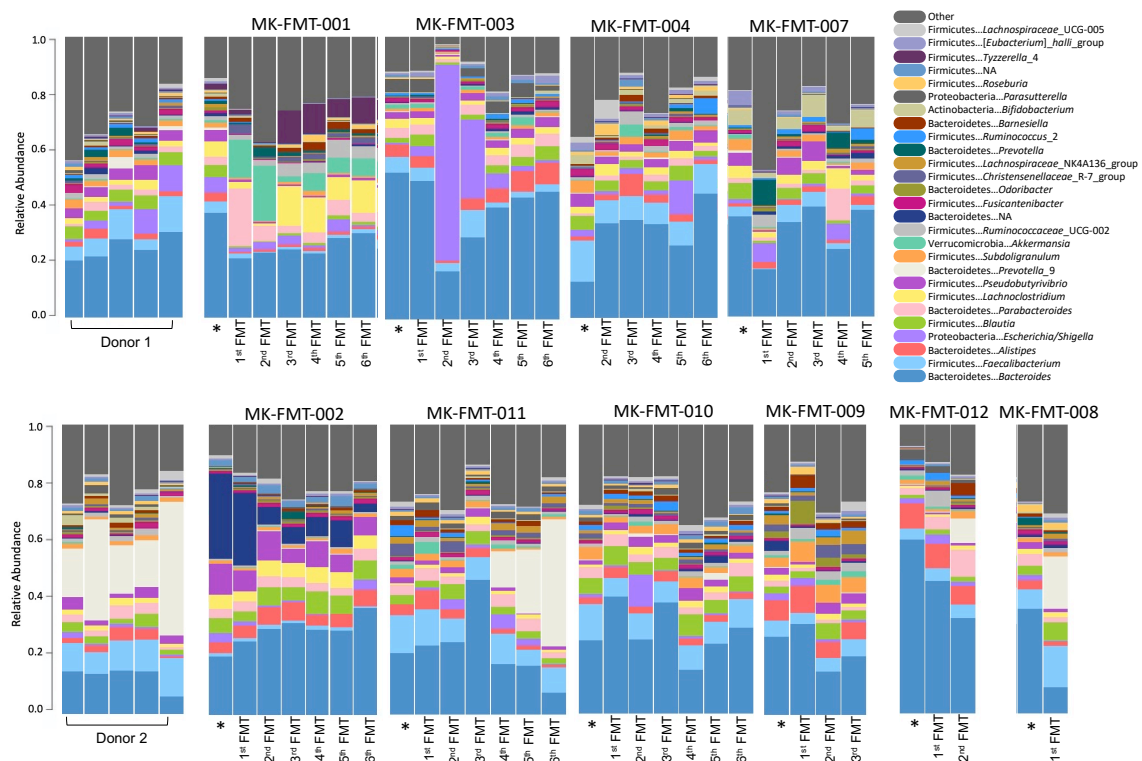 MK-FMT-001
MK-FMT-003
MK-FMT-004
MK-FMT-007
Relative Abundance
1.0
0.8
0.6
0.4
0.2
0.0
Donor 1
*
1st FMT
2nd FMT
3rd FMT
4th FMT
5th FMT
6th FMT
*
1st FMT
2nd FMT
3rd FMT
4th FMT
5th FMT
6th FMT
*
2nd FMT
3rd FMT
4th FMT
5th FMT
6th FMT
*
1st FMT
2nd FMT
3rd FMT
4th FMT
5th FMT
Other
Firmicutes...Lachnospiraceae_UCG-005
Firmicutes...[Eubacterium]_halli_group
Firmicutes...Tyzzerella_4
Firmicutes...NA
Firmicutes...Roseburia
Proteobacteria...Parasutterella
Actinobacteria...Bifidobacterium
Bacteroidetes...Barnsiella
Firmicutes...Ruminococcus_2
Bacteroidetes...Prevotella
Firmicutes...Lachnospiraceae_NK4A136_group
Firmicutes...Christensenellaceae_R-7_group
Bacteroidetes...Odoribacter
Firmicutes...Fusicantenibacter
Bacteroidetes...NA
Firmicutes...Ruminococcaceae_UCG-002
Verrucomicrobia...Akkermansia
Firmicutes...Subdoligranulum
Bacteroidetes...Prevotella_9
Firmicutes...Pseudobutyrivibrio
Firmicutes...Lachnoclostridium
Bacteroidetes...Parabacteroides
Firmicutes...Blautia
Proteobacteria...Escherichia/Shigella
Bacteroidetes...Alistipes
Firmicutes...Faecalibacterium
Bacteroidetes...Bacteroides
MK-FMT-002
MK-FMT-011
MK-FMT-010
MK-FMT-009
MK-FMT-012
MK-FMT-008
Relative Abundance
1.0
0.8
0.6
0.4
0.2
0.0
Donor 2
*
1st FMT
2nd FMT
3rd FMT
4th FMT
5th FMT
6th FMT
*
1st FMT
2nd FMT
3rd FMT
4th FMT
5th FMT
6th FMT
*
1st FMT
2nd FMT
3rd FMT
4th FMT
5th FMT
6th FMT
*
1st FMT
2nd FMT
3rd FMT
*
1st FMT
2nd FMT
*
1st FMT